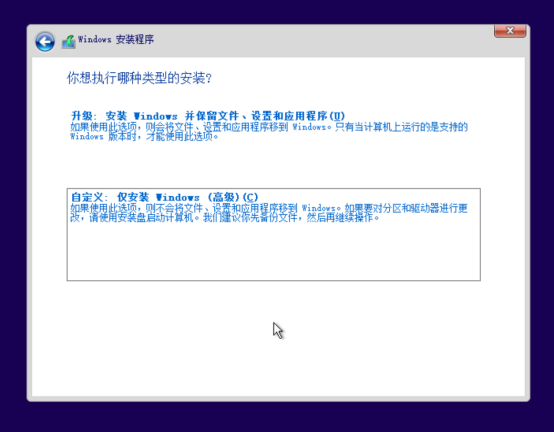 Windows 安装程序
你想执行哪种类型的安装?
升级: 安装 Windows 并保留文件、设置和应用程序(U)
如果使用此选项，则会将文件、设置和应用程序移到 Windows。只有当计算机上运行的是支持的
Windows 版本时，才能使用此选项。
自定义: 仅安装 Windows (高级)(C)
如果使用此选项，则不会将文件、设置和应用程序移到 Windows。如果要对分区和驱动器进行更
改，请使用安装盘启动计算机。我们建议你先备份文件，然后再继续操作。